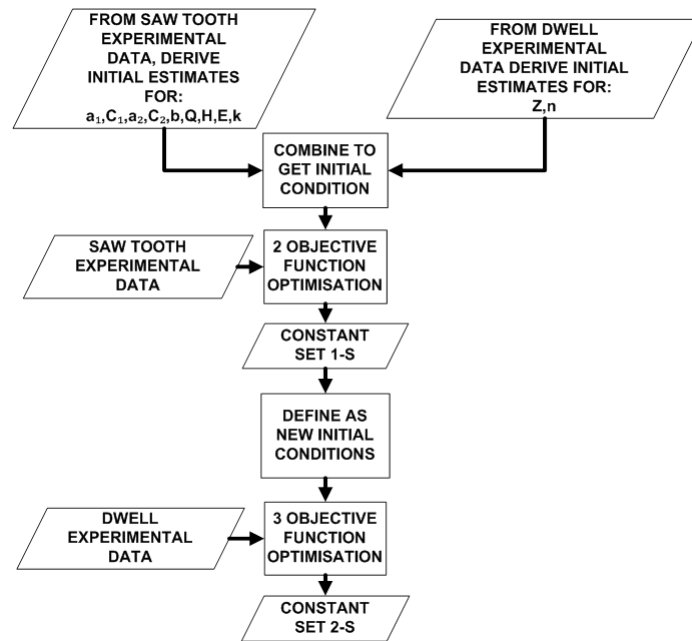 FROM SAW TOOTH
EXPERIMENTAL
DATA, DERIVE
INITIAL ESTIMATES
FOR:
a₁,C₁,a₂,C₂,b,Q,H,E,k
FROM DWELL
EXPERIMENTAL
DATA DERIVE INITIAL
ESTIMATES FOR:
Z,n
COMBINE TO
GET INITIAL
CONDITION
SAW TOOTH
EXPERIMENTAL
DATA
2 OBJECTIVE
FUNCTION
OPTIMISATION
CONSTANT
SET 1-S
DEFINE AS
NEW INITIAL
CONDITIONS
DWELL
EXPERIMENTAL
DATA
3 OBJECTIVE
FUNCTION
OPTIMISATION
CONSTANT
SET 2-S